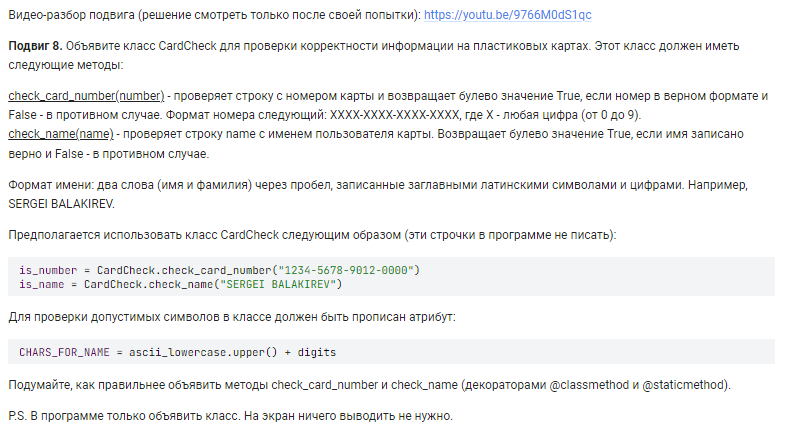 Видео-разбор подвига (решение смотреть только после своей попытки): https://youtu.be/9766M0dS1qc
Подвиг 8. Объявите класс CardCheck для проверки корректности информации на пластиковых картах. Этот класс должен иметь
следующие методы:
check_card_number(number) - проверяет строку с номером карты и возвращает булево значение True, если номер в верном формате и
False - в противном случае. Формат номера следующий: XXXX-XXXX-XXXX-XXXX, где X - любая цифра (от 0 до 9).
check_name(name) - проверяет строку name с именем пользователя карты. Возвращает булево значение True, если имя записано
верно и False - в противном случае.
Формат имени: два слова (имя и фамилия) через пробел, записанные заглавными латинскими символами и цифрами. Например,
SERGEI BALAKIREV.
Предполагается использовать класс CardCheck следующим образом (эти строчки в программе не писать):
is_number = CardCheck.check_card_number("1234-5678-9012-0000")
is_name = CardCheck.check_name("SERGEI BALAKIREV")
Для проверки допустимых символов в классе должен быть прописан атрибут:
CHARS_FOR_NAME = ascii_lowercase.upper() + digits
Подумайте, как правильнее объявить методы check_card_number и check_name (декораторами @classmethod и @staticmethod).
P.S. В программе только объявить класс. На экран ничего выводить не нужно.